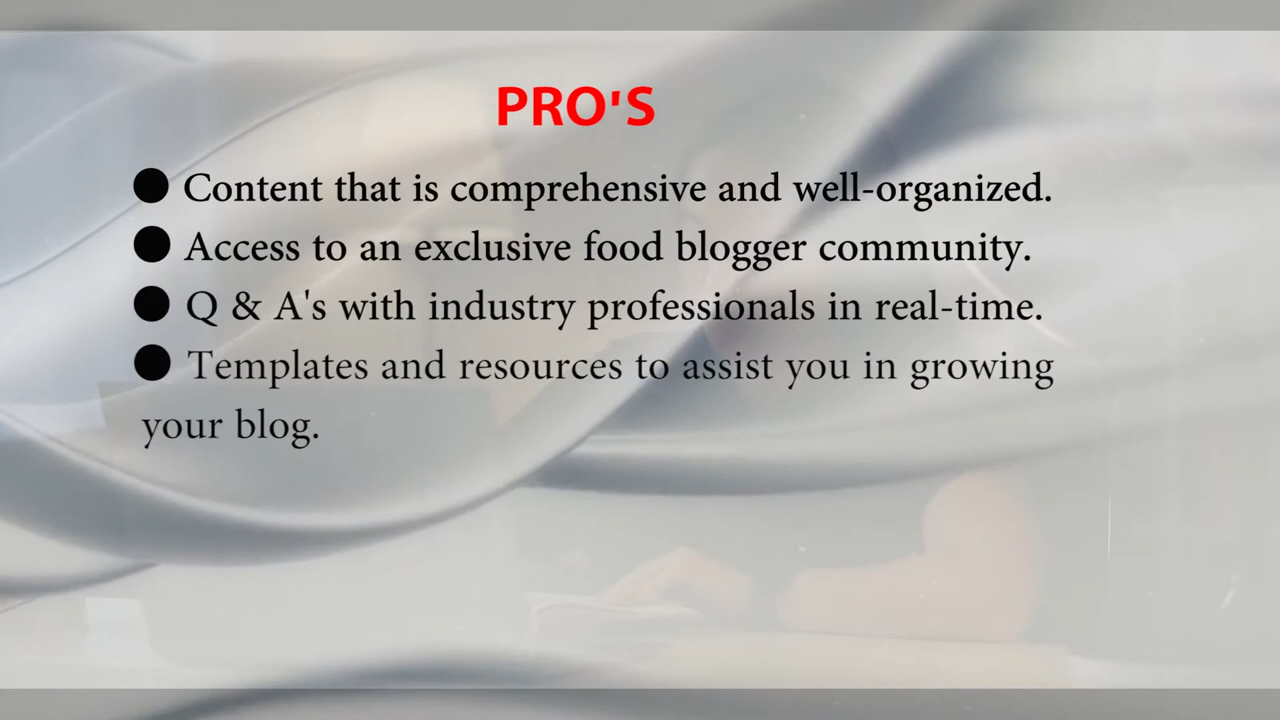 PRO'S
● Content that is comprehensive and well-organized.
● Access to an exclusive food blogger community.
● Q & A's with industry professionals in real-time.
● Templates and resources to assist you in growing
your blog.